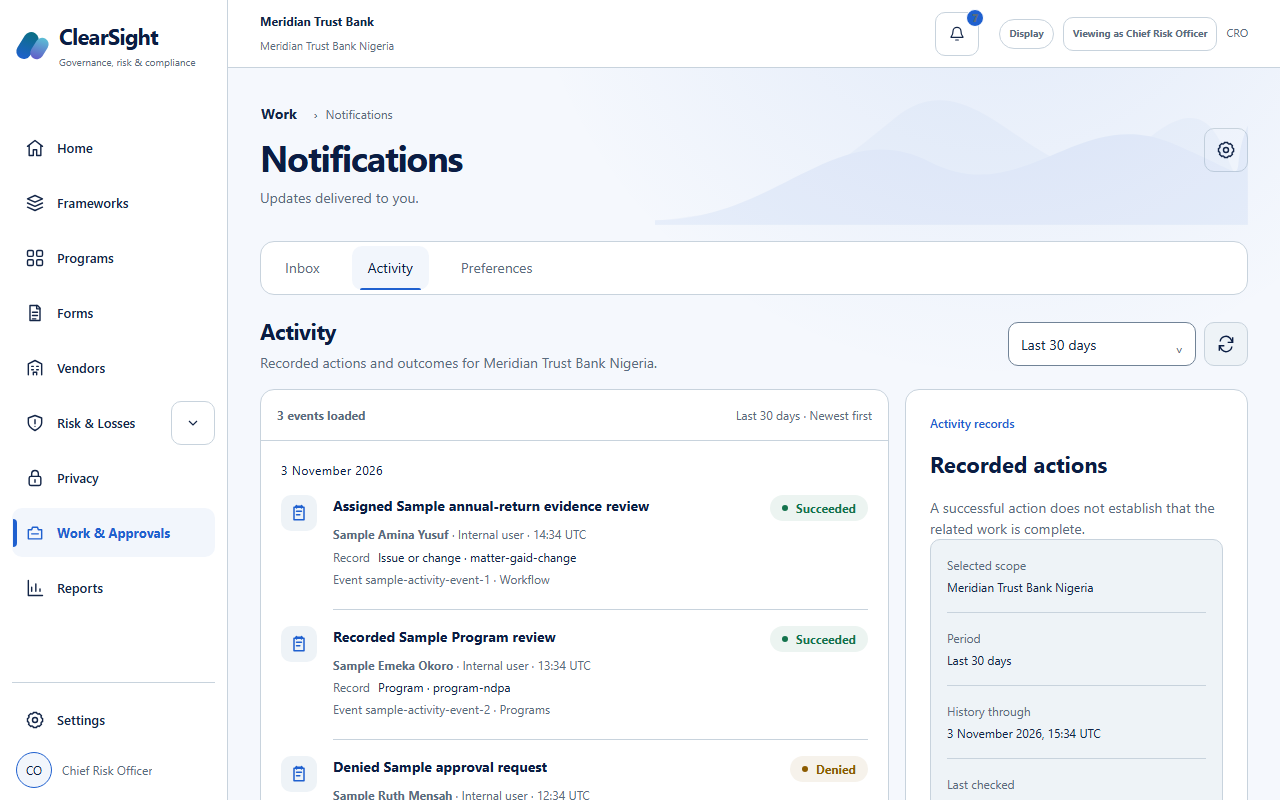 ClearSight
Governance, risk & compliance
Home
Frameworks
Programs
Forms
Vendors
Risk & Losses
Privacy
Work & Approvals
Reports
Settings
CO
Chief Risk Officer
Meridian Trust Bank
Meridian Trust Bank Nigeria
Display
Viewing as Chief Risk Officer
CRO
Work › Notifications
Notifications
Updates delivered to you.
Inbox
Activity
Preferences
Activity
Recorded actions and outcomes for Meridian Trust Bank Nigeria.
Last 30 days
3 events loaded
Last 30 days · Newest first
3 November 2026
Assigned Sample annual-return evidence review
Succeeded
Sample Amina Yusuf · Internal user · 14:34 UTC
Record Issue or change · matter-gaid-change
Event sample-activity-event-1 · Workflow
Recorded Sample Program review
Succeeded
Sample Emeka Okoro · Internal user · 13:34 UTC
Record Program · program-ndpa
Event sample-activity-event-2 · Programs
Denied Sample approval request
Denied
Sample Ruth Mensah · Internal user · 12:34 UTC
Activity records
Recorded actions
A successful action does not establish that the
related work is complete.
Selected scope
Meridian Trust Bank Nigeria
Period
Last 30 days
History through
3 November 2026, 15:34 UTC
Last checked